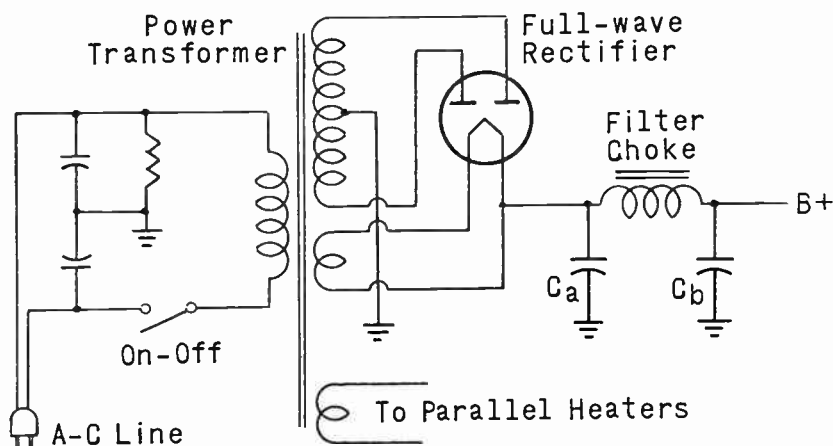 Power
Transformer
Full-wave
Rectifier
Filter
Choke
B+
Ca
Cb
On-Off
To Parallel Heaters
A-C Line